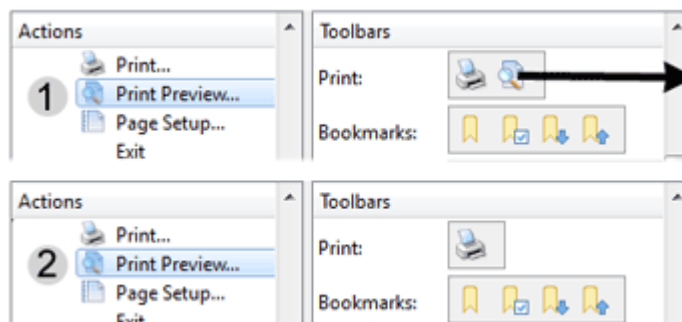 Actions
Print...
1
Print Preview...
Page Setup...
Exit
Toolbars
Print:
Bookmarks:
Actions
Print...
2
Print Preview...
Page Setup...
Exit
Toolbars
Print:
Bookmarks: